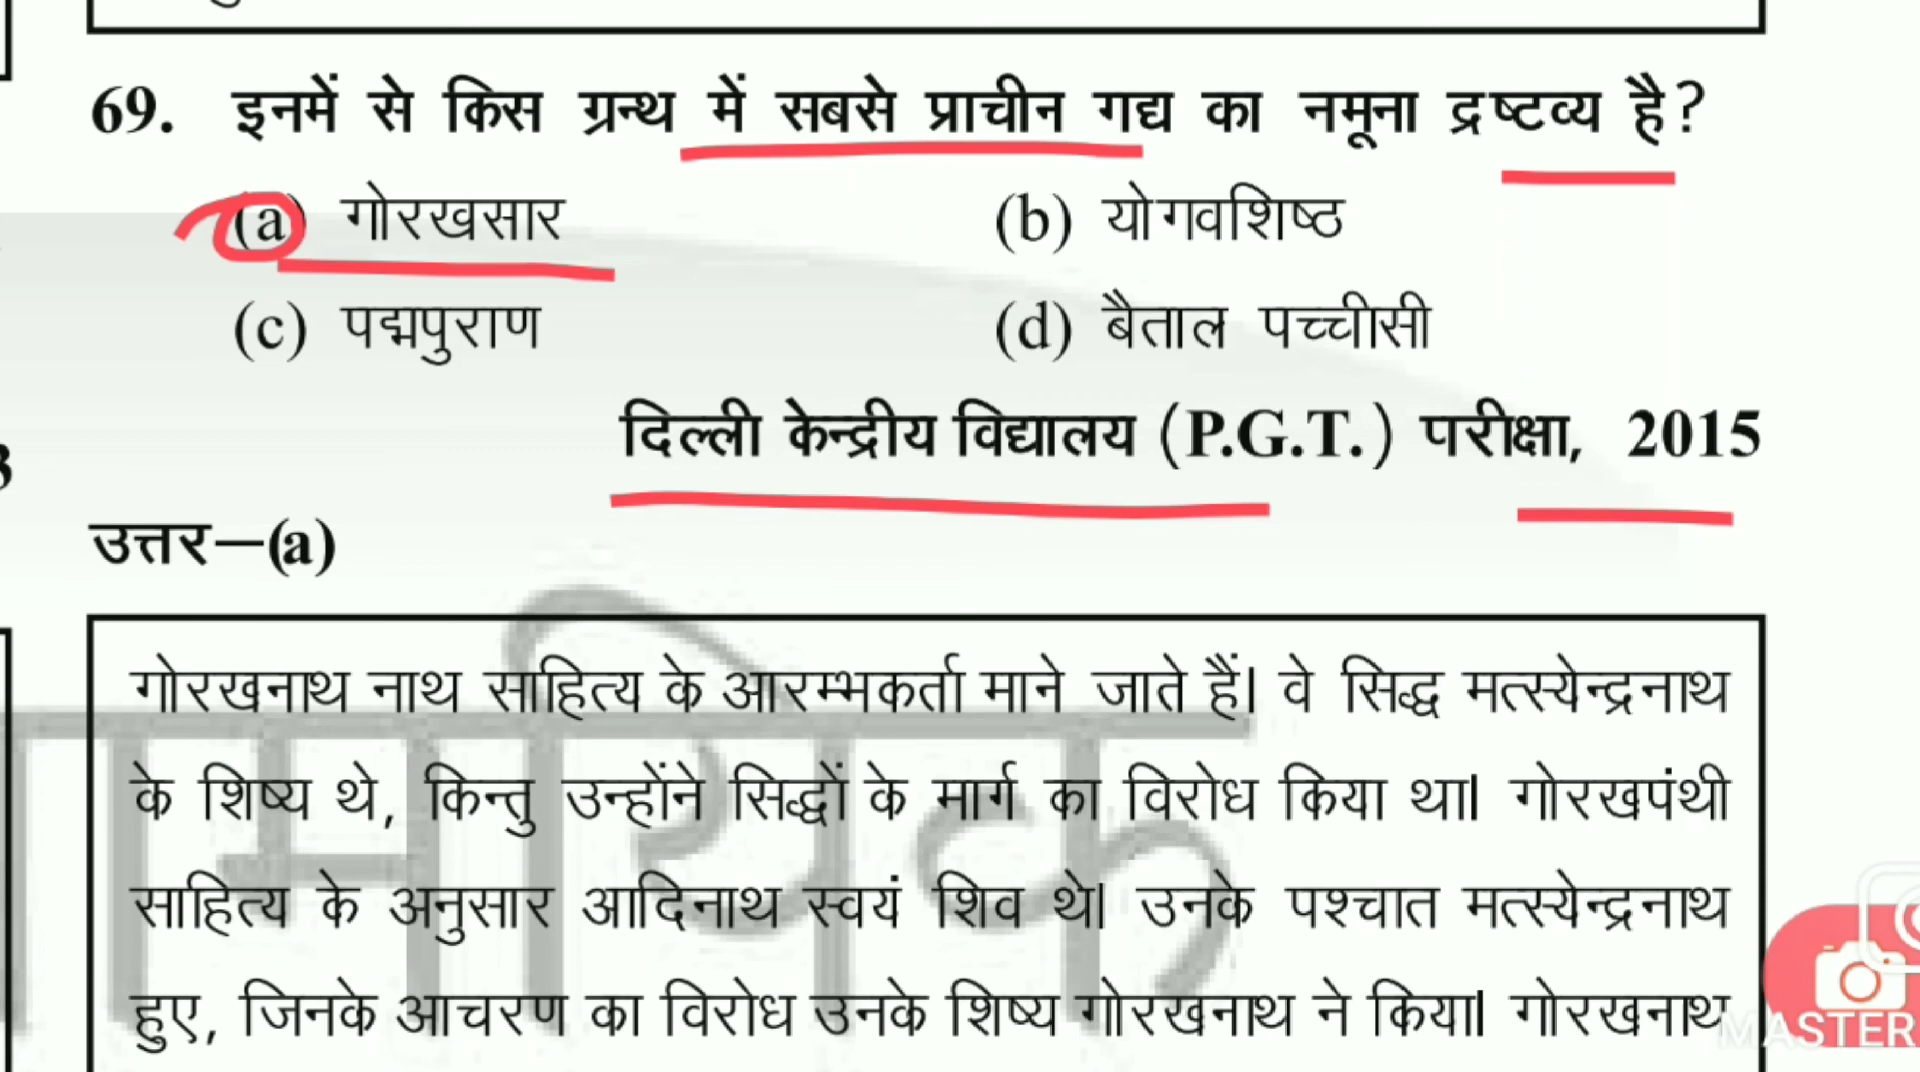 69. इनमें से किस ग्रन्थ में सबसे प्राचीन गद्य का नमूना द्रष्टव्य है?
(a) गोरखसार (b) योगवशिष्ठ
(c) पद्मपुराण (d) बैताल पच्चीसी
दिल्ली केन्द्रीय विद्यालय (P.G.T.) परीक्षा, 2015
उत्तर—(a)
गोरखनाथ नाथ साहित्य के आरम्भकर्ता माने जाते हैं। वे सिद्ध मत्स्येन्द्रनाथ
के शिष्य थे, किन्तु उन्होंने सिद्धों के मार्ग का विरोध किया था। गोरखपंथी
साहित्य के अनुसार आदिनाथ स्वयं शिव थे। उनके पश्चात मत्स्येन्द्रनाथ
हुए, जिनके आचरण का विरोध उनके शिष्य गोरखनाथ ने किया। गोरखनाथ
MASTER